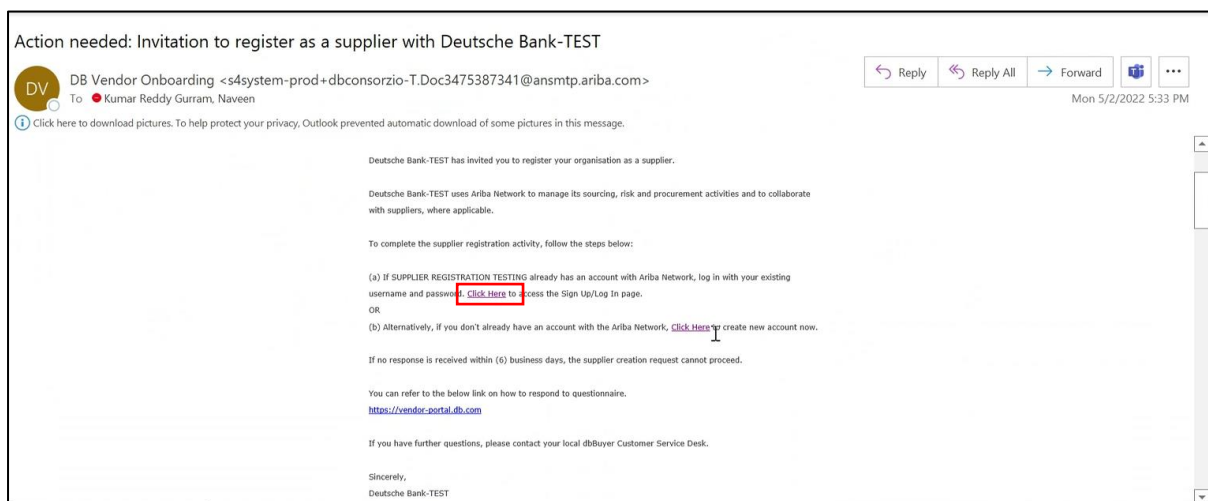 Action needed: Invitation to register as a supplier with Deutsche Bank-TEST
DV
DB Vendor Onboarding <s4system-prod+dbconsorzio-T.Doc3475387341@ansmtp.ariba.com>
To Kumar Reddy Gurram, Naveen
Reply
Reply All
Forward
Mon 5/2/2022 5:33 PM
Click here to download pictures. To help protect your privacy, Outlook prevented automatic download of some pictures in this message.
Deutsche Bank-TEST has invited you to register your organisation as a supplier.
Deutsche Bank-TEST uses Ariba Network to manage its sourcing, risk and procurement activities and to collaborate
with suppliers, where applicable.
To complete the supplier registration activity, follow the steps below:
(a) If SUPPLIER REGISTRATION TESTING already has an account with Ariba Network, log in with your existing
username and password. Click Here to access the Sign Up/Log In page.
OR
(b) Alternatively, if you don't already have an account with the Ariba Network, Click Here to create new account now.
If no response is received within (6) business days, the supplier creation request cannot proceed.
You can refer to the below link on how to respond to questionnaire.
https://vendor-portal.db.com
If you have further questions, please contact your local dbBuyer Customer Service Desk.
Sincerely,
Deutsche Bank-TEST